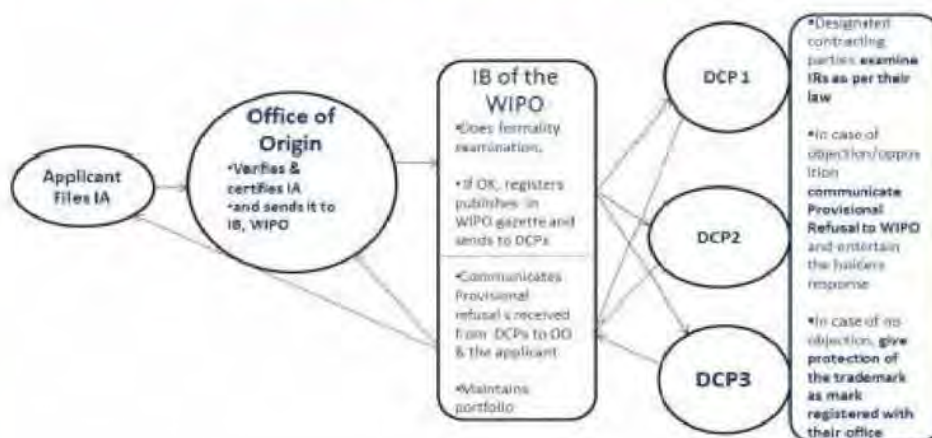 Applicant
Files IA
Office of
Origin
•Verifies &
certifies IA
•and sends it to
IB, WIPO
IB of the
WIPO
•Does formality
examination.
•If OK, registers
publishes in
WIPO gazette and
sends to DCPs
•Communicates
Provisional
refusal s received
from DCPs to OO
& the applicant
•Maintains
portfolio
DCP1
DCP2
DCP3
•Designated
contracting
parties examine
IRs as per their
law
•In case of
objection/oppos
ition
communicate
Provisional
Refusal to WIPO
and entertain
the holders
response
•In case of no
objection, give
protection of
the trademark
as mark
registered with
their office